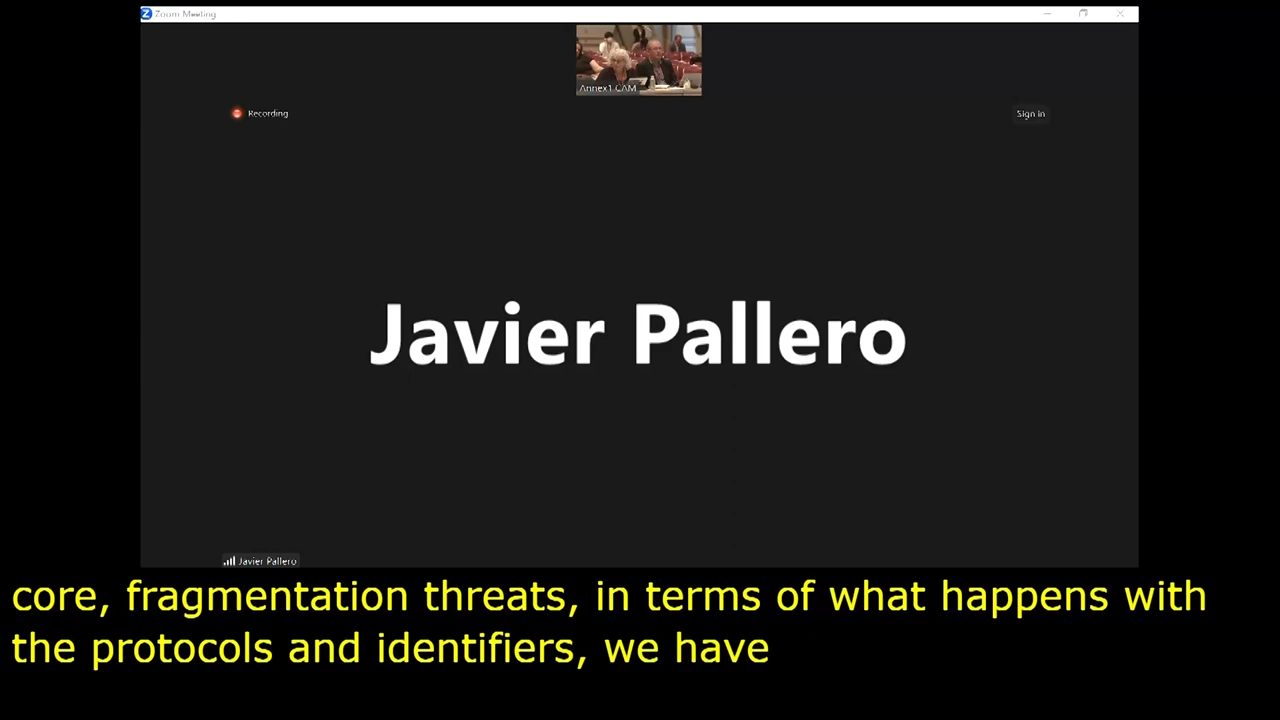 Zoom Meeting
Annex1 CAM
Recording
Sign in
Javier Pallero
Javier Pallero
core, fragmentation threats, in terms of what happens with
the protocols and identifiers, we have